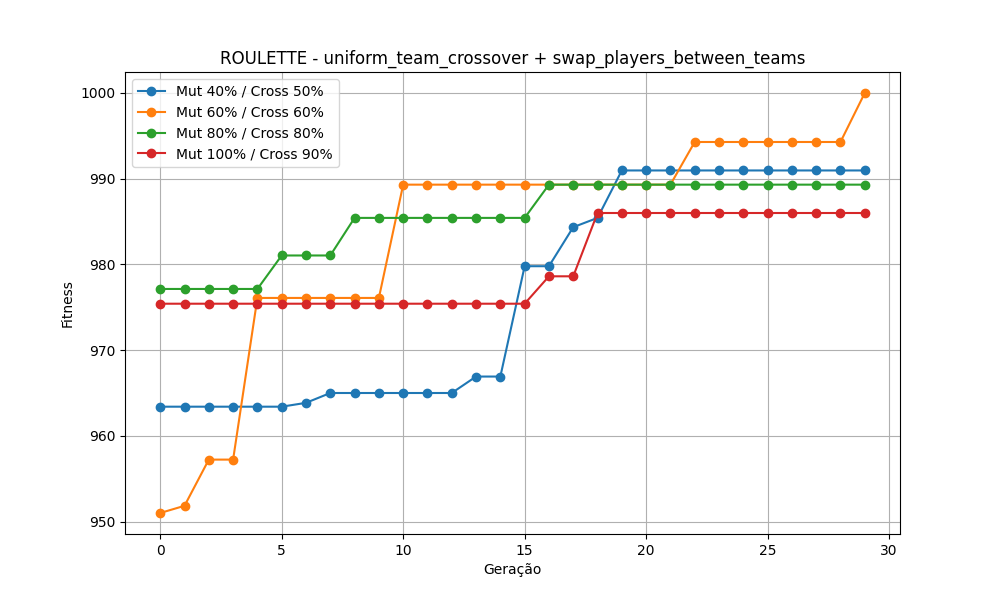 ROULETTE - uniform_team_crossover + swap_players_between_teams
Mut 40% / Cross 50%
Mut 60% / Cross 60%
Mut 80% / Cross 80%
Mut 100% / Cross 90%
Fitness
1000
990
980
970
960
950
0 5 10 15 20 25 30
Geração